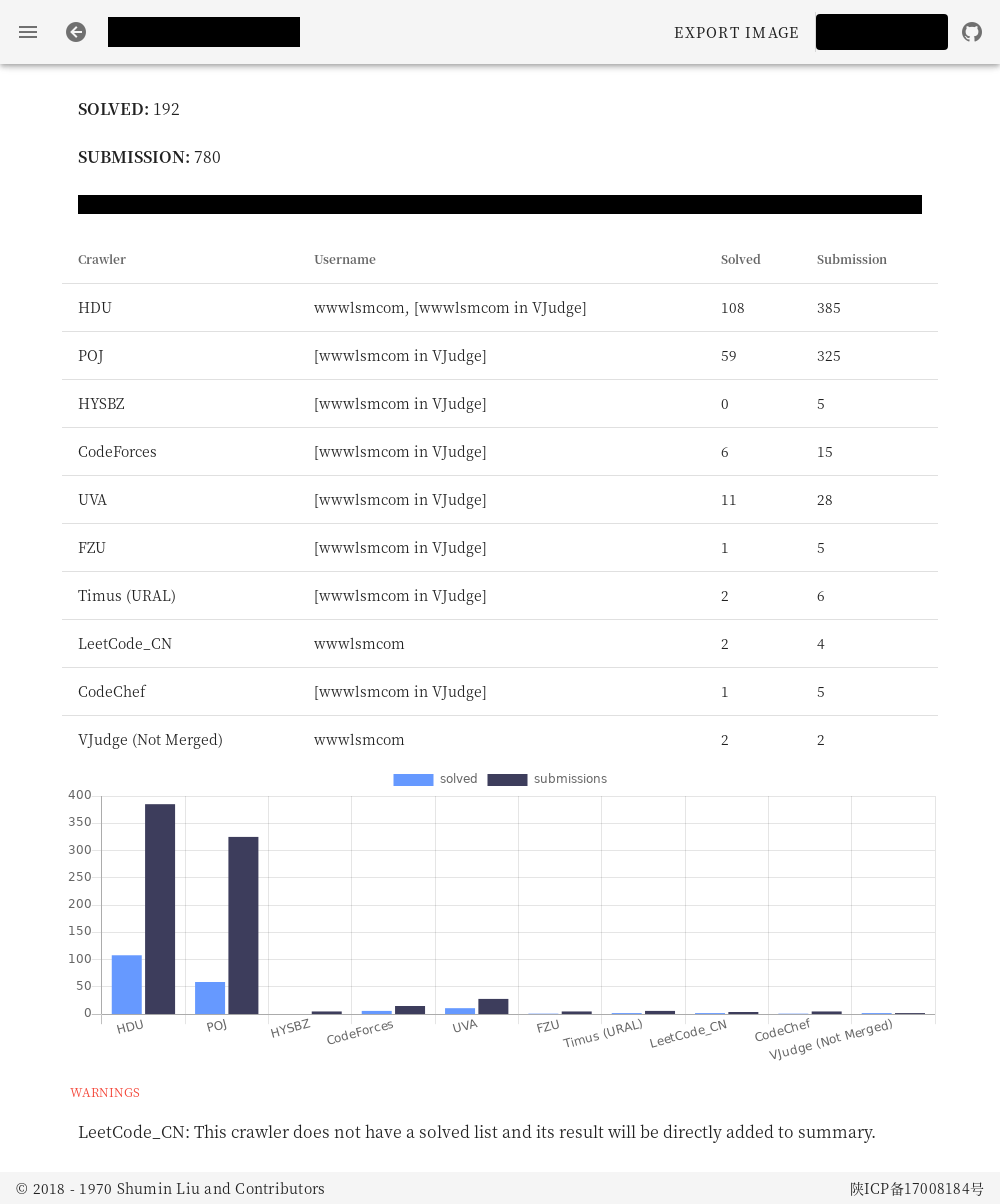 EXPORT IMAGE
SOLVED: 192
SUBMISSION: 780
Crawler Username Solved Submission
HDU wwwlsmcom, [wwwlsmcom in VJudge] 108 385
POJ [wwwlsmcom in VJudge] 59 325
HYSBZ [wwwlsmcom in VJudge] 0 5
CodeForces [wwwlsmcom in VJudge] 6 15
UVA [wwwlsmcom in VJudge] 11 28
FZU [wwwlsmcom in VJudge] 1 5
Timus (URAL) [wwwlsmcom in VJudge] 2 6
LeetCode_CN wwwlsmcom 2 4
CodeChef [wwwlsmcom in VJudge] 1 5
VJudge (Not Merged) wwwlsmcom 2 2
solved submissions
400
350
300
250
200
150
100
50
0
HDU POJ HYSBZ CodeForces UVA FZU Timus (URAL) LeetCode_CN CodeChef VJudge (Not Merged)
WARNINGS
LeetCode_CN: This crawler does not have a solved list and its result will be directly added to summary.
© 2018 - 1970 Shumin Liu and Contributors 陕ICP备17008184号